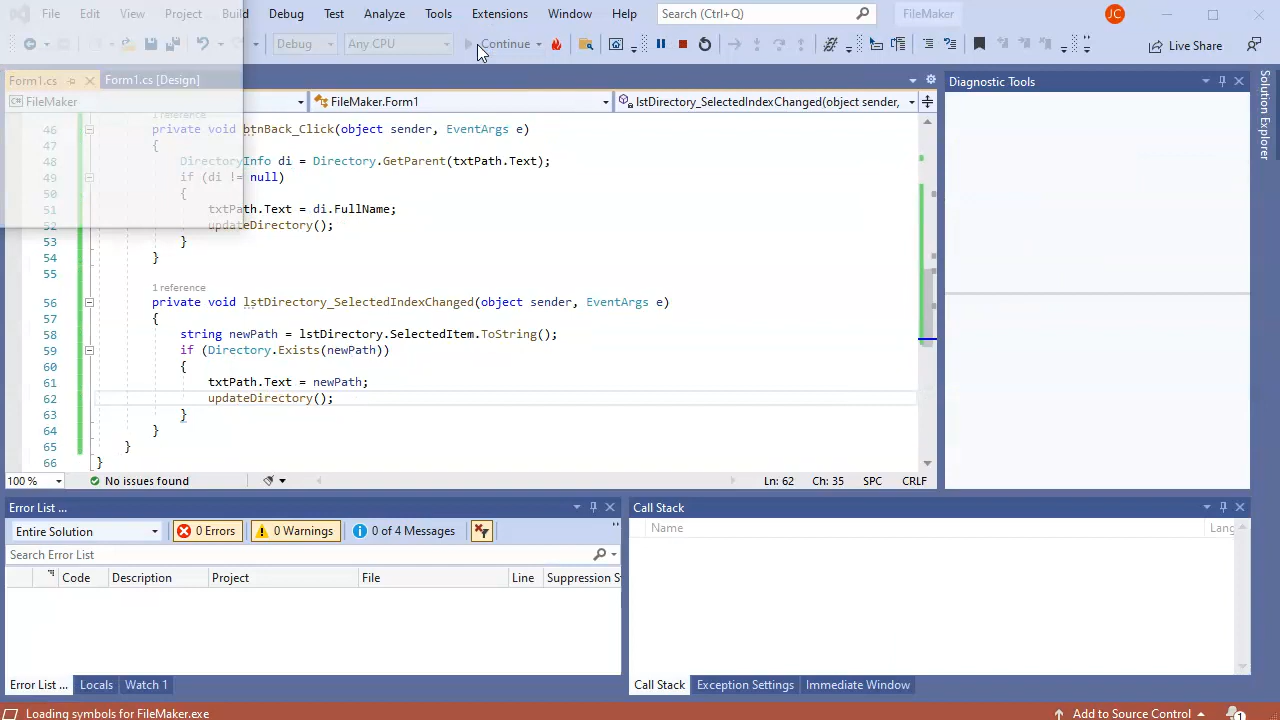 File Edit View Project Build Debug Test Analyze Tools Extensions Window Help Search (Ctrl+Q) FileMaker JC
Debug Any CPU Continue Live Share
Form1.cs Form1.cs [Design] Diagnostic Tools
FileMaker FileMaker.Form1 lstDirectory_SelectedIndexChanged(object sender,
1 reference
46 private void btnBack_Click(object sender, EventArgs e)
47 {
48 DirectoryInfo di = Directory.GetParent(txtPath.Text);
49 if (di != null)
50 {
51 txtPath.Text = di.FullName;
52 updateDirectory();
53 }
54 }
55
1 reference
56 private void lstDirectory_SelectedIndexChanged(object sender, EventArgs e)
57 {
58 string newPath = lstDirectory.SelectedItem.ToString();
59 if (Directory.Exists(newPath))
60 {
61 txtPath.Text = newPath;
62 updateDirectory();
63 }
64 }
65 }
66 }
Solution Explorer
100 % No issues found Ln: 62 Ch: 35 SPC CRLF
Error List ... Call Stack
Entire Solution 0 Errors 0 Warnings 0 of 4 Messages Name Lang
Search Error List
Code Description Project File Line Suppression S
Error List ... Locals Watch 1 Call Stack Exception Settings Immediate Window
Loading symbols for FileMaker.exe Add to Source Control 1